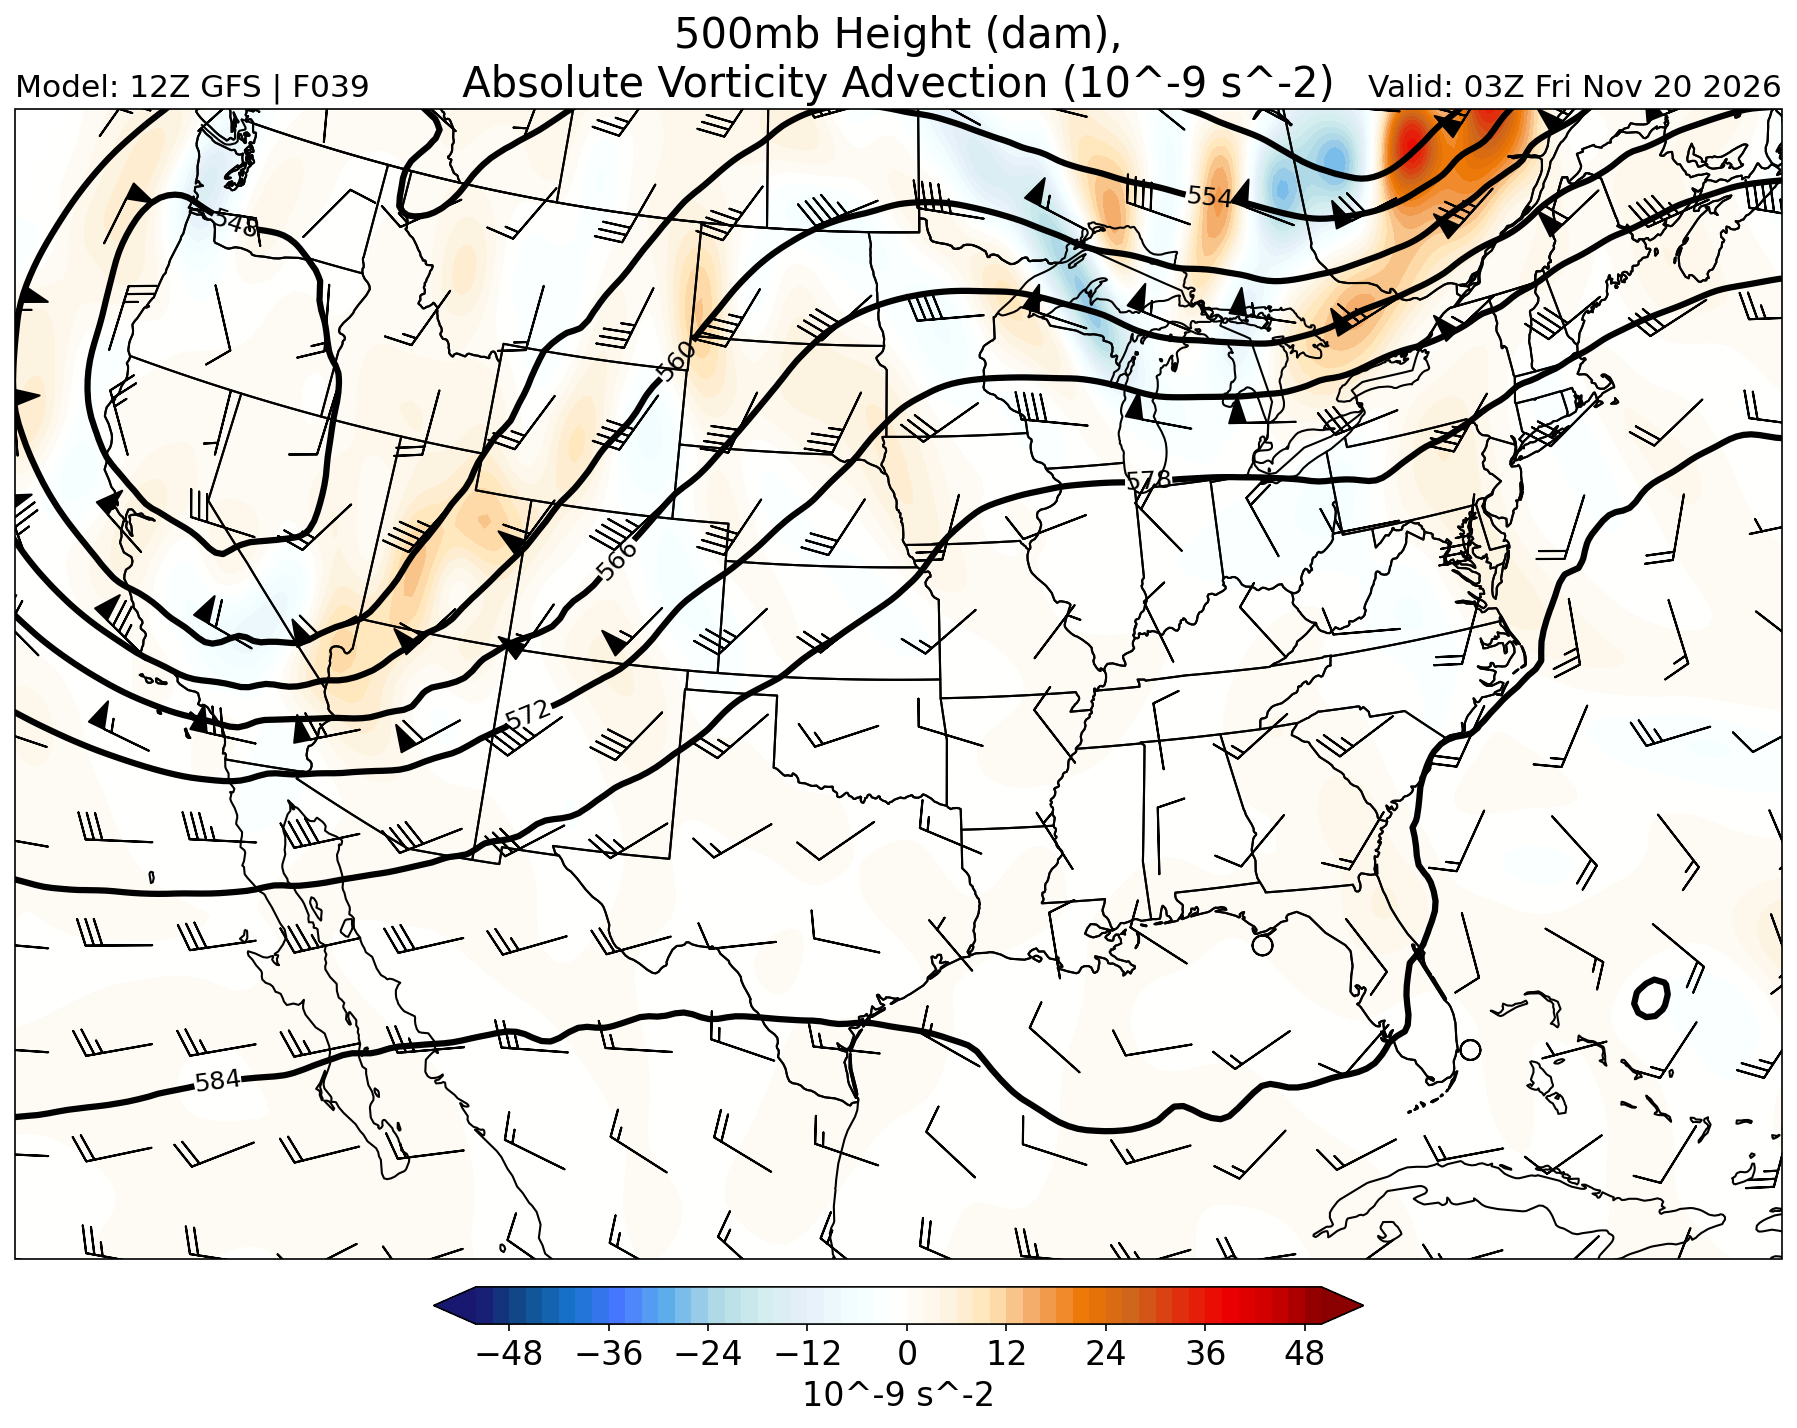 500mb Height (dam),
Model: 12Z GFS | F039
Absolute Vorticity Advection (10^-9 s^-2)
Valid: 03Z Fri Nov 20 2026
554
548
560
578
566
572
584
−48 −36 −24 −12 0 12 24 36 48
10^-9 s^-2